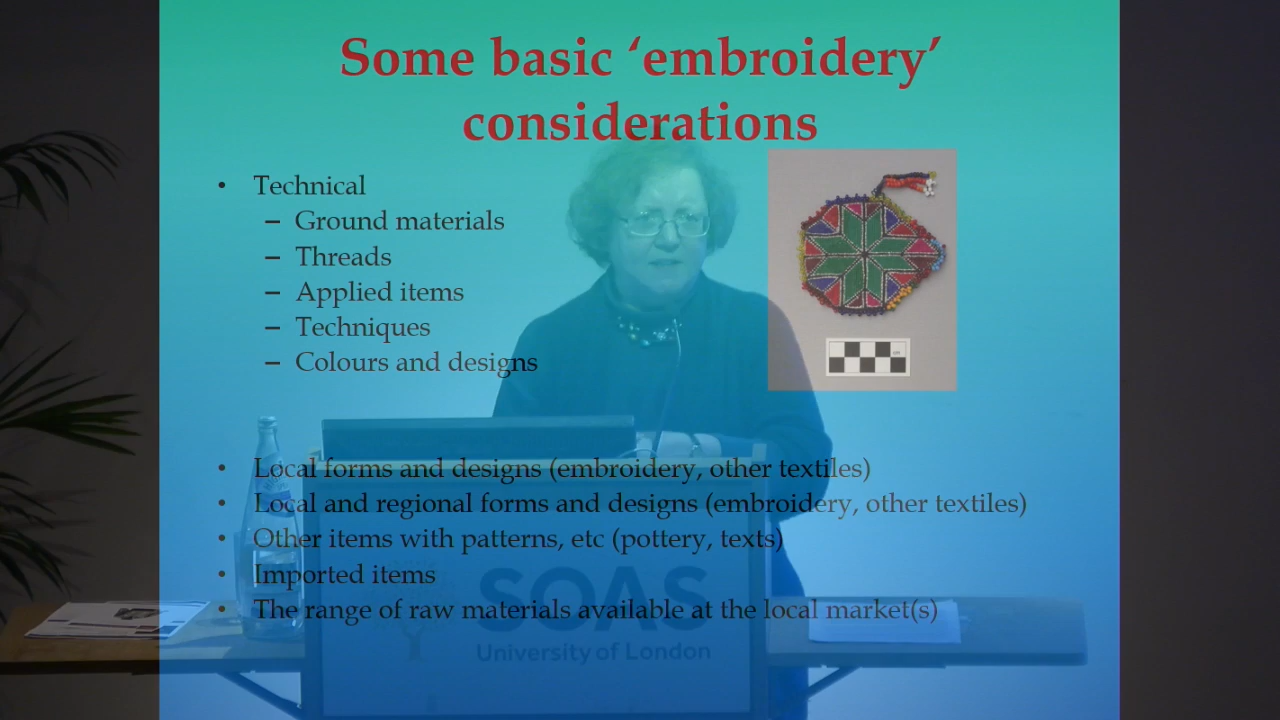 Some basic ‘embroidery’
considerations
• Technical
– Ground materials
– Threads
– Applied items
– Techniques
– Colours and designs
• Local forms and designs (embroidery, other textiles)
• Local and regional forms and designs (embroidery, other textiles)
• Other items with patterns, etc (pottery, texts)
• Imported items
• The range of raw materials available at the local market(s)
SOAS
University of London